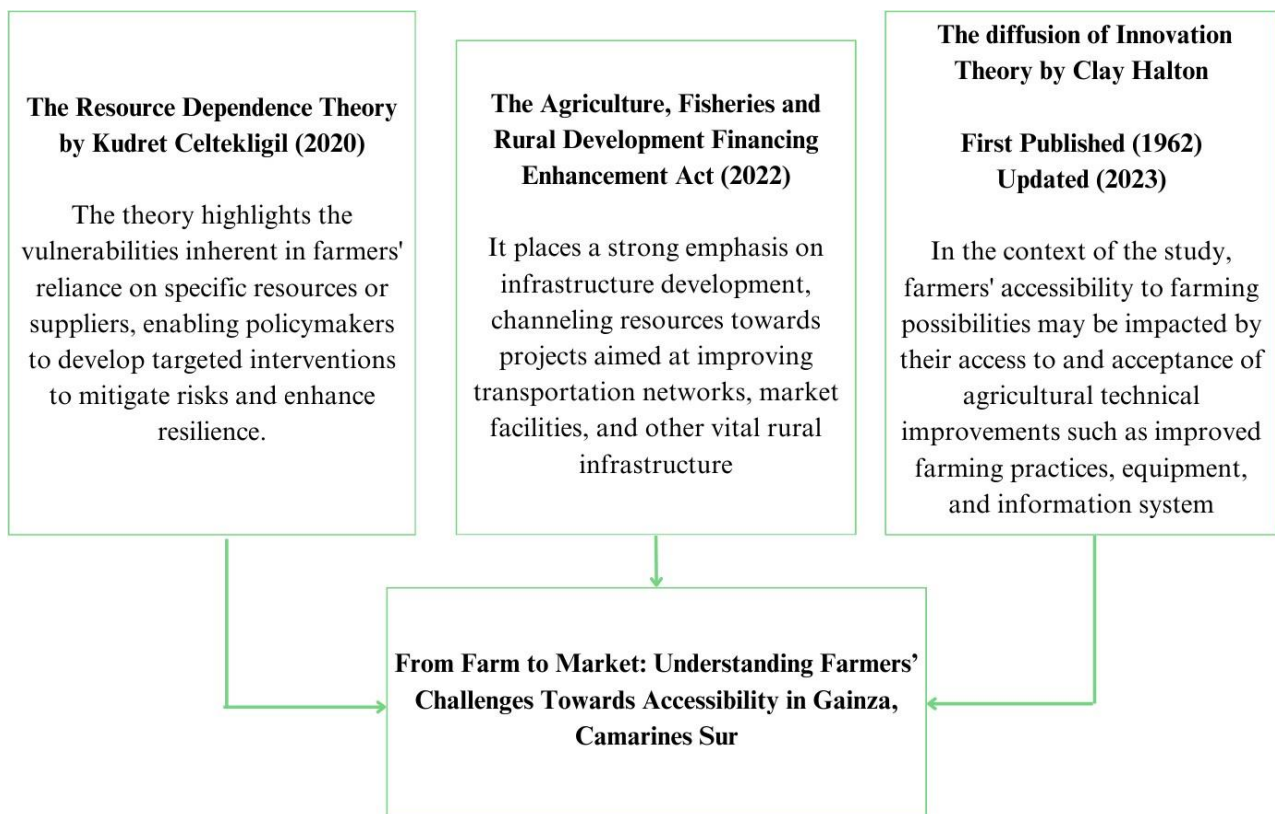 The Resource Dependence Theory
by Kudret Celtekligil (2020)
The theory highlights the
vulnerabilities inherent in farmers'
reliance on specific resources or
suppliers, enabling policymakers
to develop targeted interventions
to mitigate risks and enhance
resilience.
The Agriculture, Fisheries and
Rural Development Financing
Enhancement Act (2022)
It places a strong emphasis on
infrastructure development,
channeling resources towards
projects aimed at improving
transportation networks, market
facilities, and other vital rural
infrastructure
The diffusion of Innovation
Theory by Clay Halton
First Published (1962)
Updated (2023)
In the context of the study,
farmers' accessibility to farming
possibilities may be impacted by
their access to and acceptance of
agricultural technical
improvements such as improved
farming practices, equipment,
and information system
From Farm to Market: Understanding Farmers’
Challenges Towards Accessibility in Gainza,
Camarines Sur